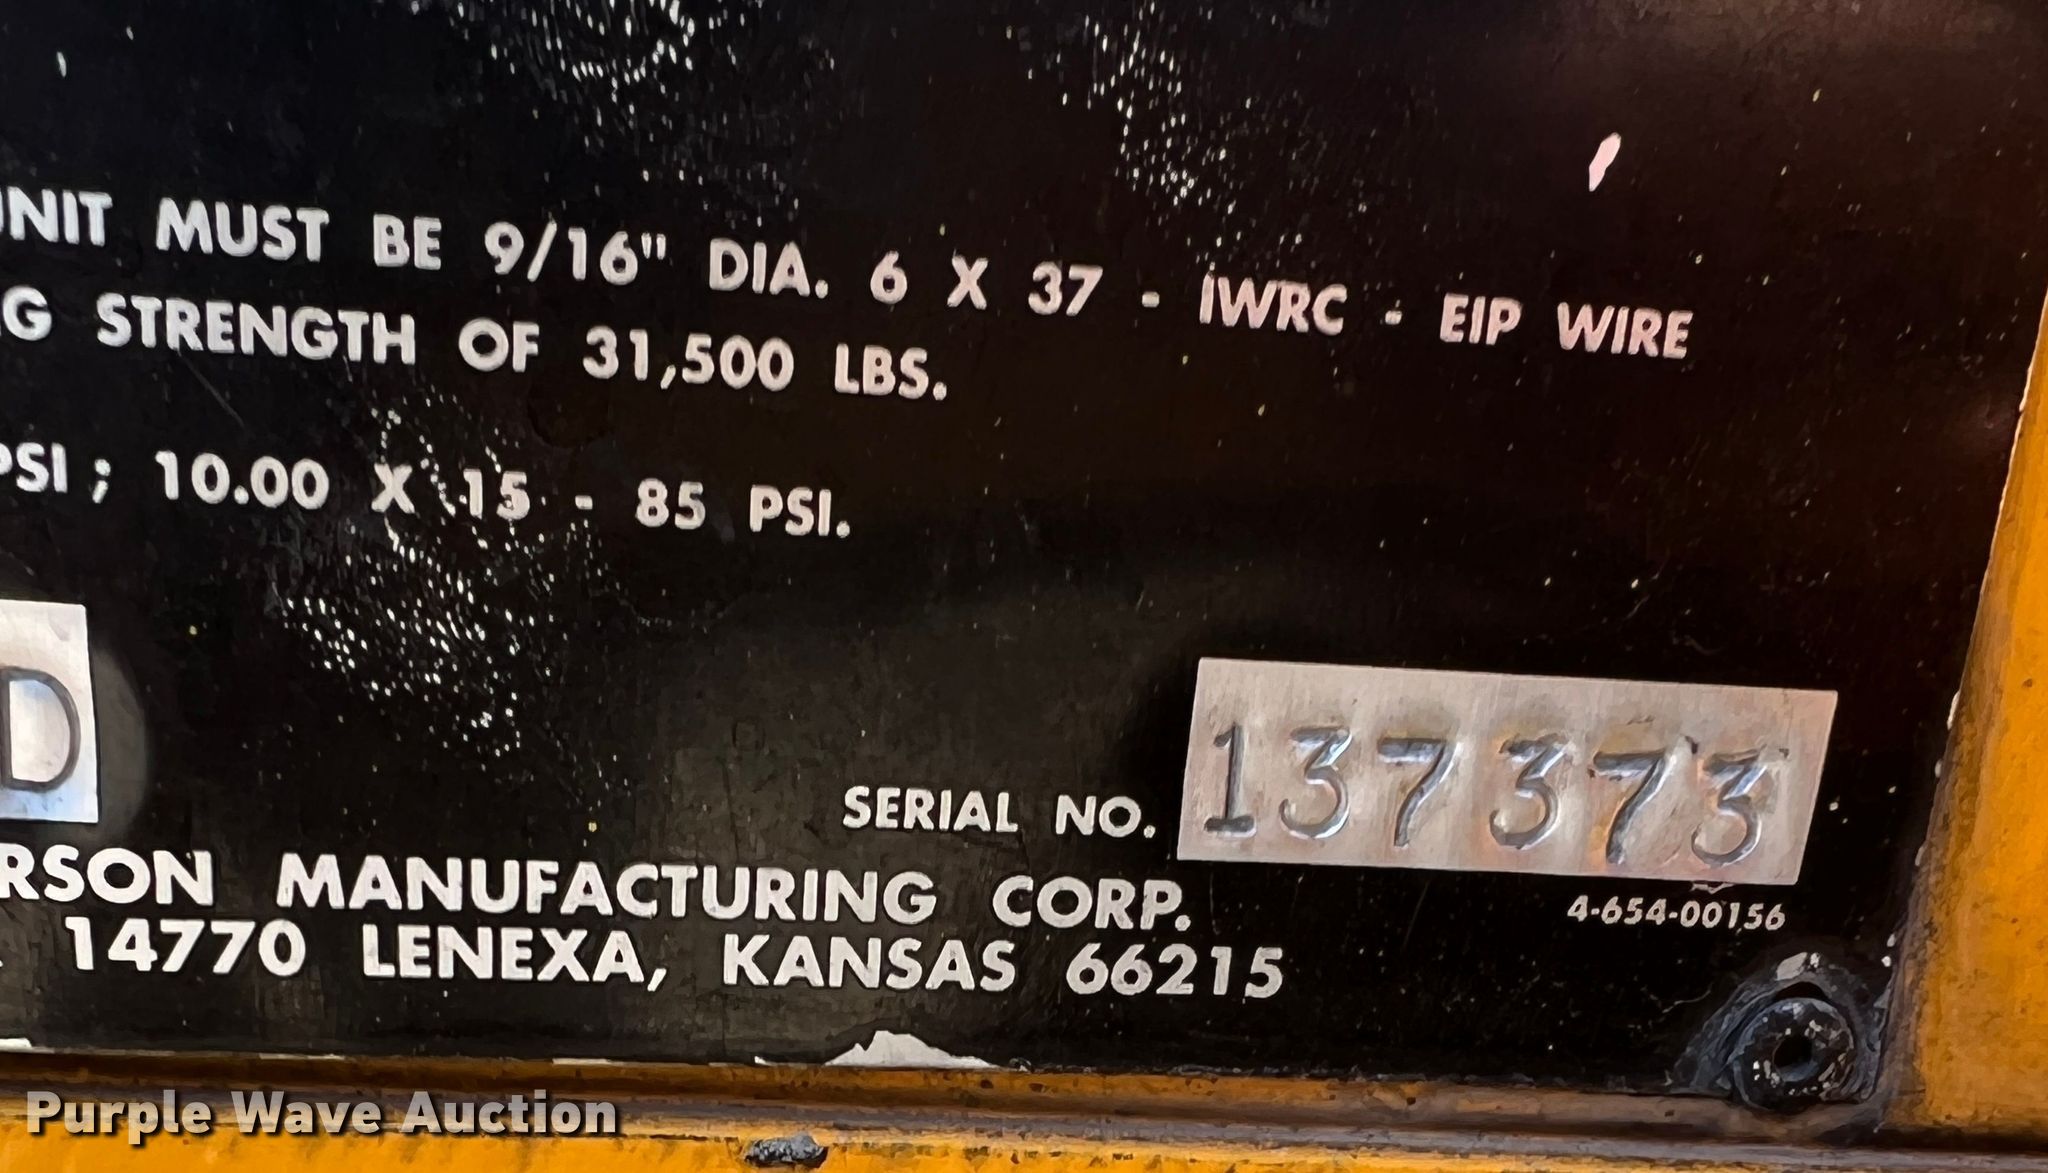 UNIT MUST BE 9/16" DIA. 6 X 37 - IWRC - EIP WIRE
STRENGTH OF 31,500 LBS.
PSI; 10.00 X 15 - 85 PSI.
D
SERIAL NO. 137373
4-654-00156
RSON MANUFACTURING CORP.
14770 LENEXA, KANSAS 66215
Purple Wave Auction